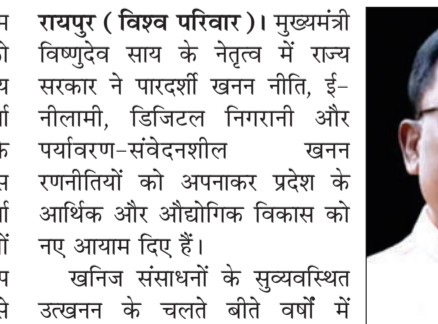 रायपुर ( विश्व परिवार )। मुख्यमंत्री
विष्णुदेव साय के नेतृत्व में राज्य
सरकार ने पारदर्शी खनन नीति, ई-
नीलामी, डिजिटल निगरानी और
पर्यावरण-संवेदनशील खनन
रणनीतियों को अपनाकर प्रदेश के
आर्थिक और औद्योगिक विकास को
नए आयाम दिए हैं।
खनिज संसाधनों के सुव्यवस्थित
उत्खनन के चलते बीते वर्षों में